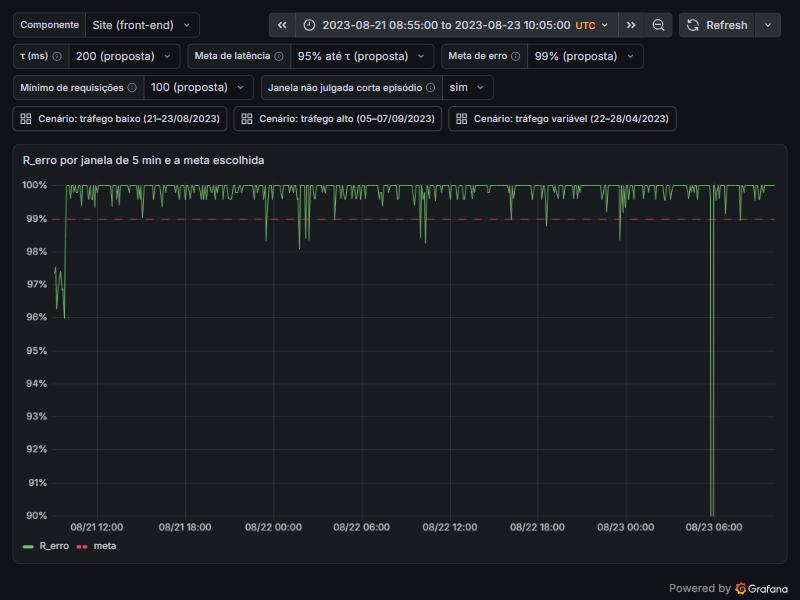 Componente Site (front-end) 2023-08-21 08:55:00 to 2023-08-23 10:05:00 UTC Refresh
τ (ms) 200 (proposta) Meta de latência 95% até τ (proposta) Meta de erro 99% (proposta)
Mínimo de requisições 100 (proposta) Janela não julgada corta episódio sim
Cenário: tráfego baixo (21–23/08/2023) Cenário: tráfego alto (05–07/09/2023) Cenário: tráfego variável (22–28/04/2023)
R_erro por janela de 5 min e a meta escolhida
100%
99%
98%
97%
96%
95%
94%
93%
92%
91%
90%
08/21 12:00 08/21 18:00 08/22 00:00 08/22 06:00 08/22 12:00 08/22 18:00 08/23 00:00 08/23 06:00
R_erro meta
Powered by Grafana